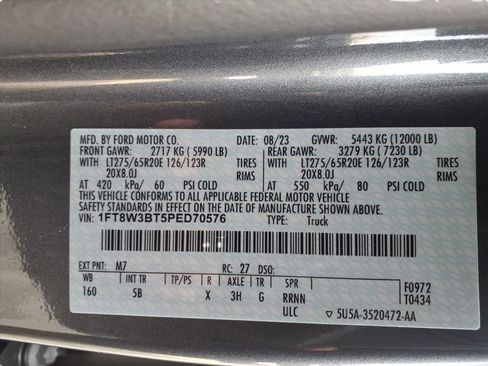 MFD. BY FORD MOTOR CO. DATE: 08/23 GVWR: 5443 KG (12000 LB)
FRONT GAWR: 2717 KG ( 5990 LB) REAR GAWR: 3279 KG ( 7230 LB)
WITH LT275/65R20E 126/123R TIRES WITH LT275/65R20E 126/123R TIRES
20X8.0J RIMS 20X8.0J RIMS
AT 420 kPa/ 60 PSI COLD AT 550 kPa/ 80 PSI COLD
THIS VEHICLE CONFORMS TO ALL APPLICABLE FEDERAL MOTOR VEHICLE
SAFETY STANDARDS IN EFFECT ON THE DATE OF MANUFACTURE SHOWN ABOVE.
VIN: 1FT8W3BT5PED70576 TYPE: Truck
EXT PNT: M7 RC: 27 DSO:
WB INT TR TP/PS R AXLE TR SPR F0972
160 5B X 3H G RRNN T0434
ULC ▽ 5U5A-3520472-AA